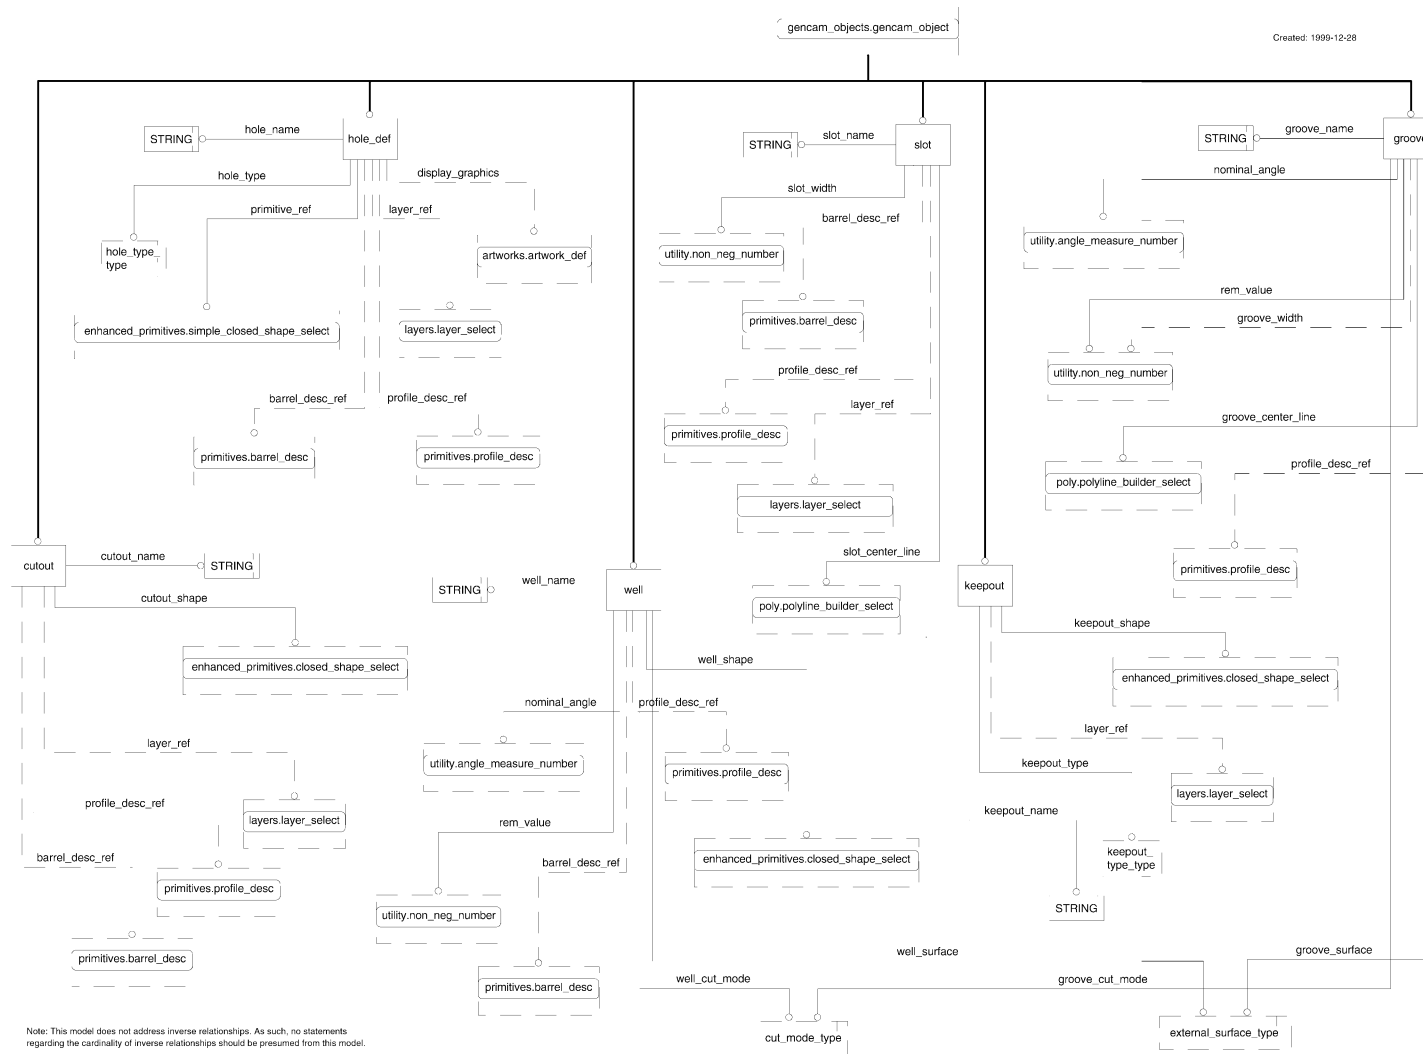 gencam_objects.gencam_object
Created: 1999-12-28
STRING
hole_name
hole_def
STRING
slot_name
slot
STRING
groove_name
groove
hole_type
display_graphics
slot_width
nominal_angle
primitive_ref
layer_ref
barrel_desc_ref
hole_type_
type
artworks.artwork_def
utility.non_neg_number
utility.angle_measure_number
rem_value
groove_width
enhanced_primitives.simple_closed_shape_select
layers.layer_select
primitives.barrel_desc
profile_desc_ref
utility.non_neg_number
barrel_desc_ref
profile_desc_ref
layer_ref
groove_center_line
primitives.profile_desc
primitives.barrel_desc
primitives.profile_desc
profile_desc_ref
poly.polyline_builder_select
layers.layer_select
cutout
cutout_name
STRING
slot_center_line
primitives.profile_desc
STRING
well_name
well
keepout
cutout_shape
poly.polyline_builder_select
keepout_shape
enhanced_primitives.closed_shape_select
well_shape
enhanced_primitives.closed_shape_select
nominal_angle
profile_desc_ref
layer_ref
layer_ref
utility.angle_measure_number
primitives.profile_desc
keepout_type
layers.layer_select
profile_desc_ref
layers.layer_select
rem_value
keepout_name
barrel_desc_ref
barrel_desc_ref
enhanced_primitives.closed_shape_select
keepout_
type_type
primitives.profile_desc
utility.non_neg_number
STRING
primitives.barrel_desc
well_surface
groove_surface
primitives.barrel_desc
well_cut_mode
groove_cut_mode
Note: This model does not address inverse relationships. As such, no statements
regarding the cardinality of inverse relationships should be presumed from this model.
cut_mode_type
external_surface_type